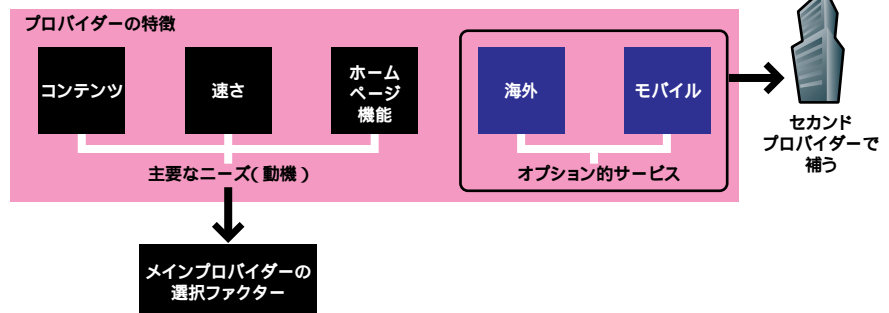 プロバイダーの特徴
コンテンツ
速さ
ホーム
ページ
機能
海外
モバイル
主要なニーズ(動機)
オプション的サービス
セカンド
プロバイダーで
補う
メインプロバイダーの
選択ファクター